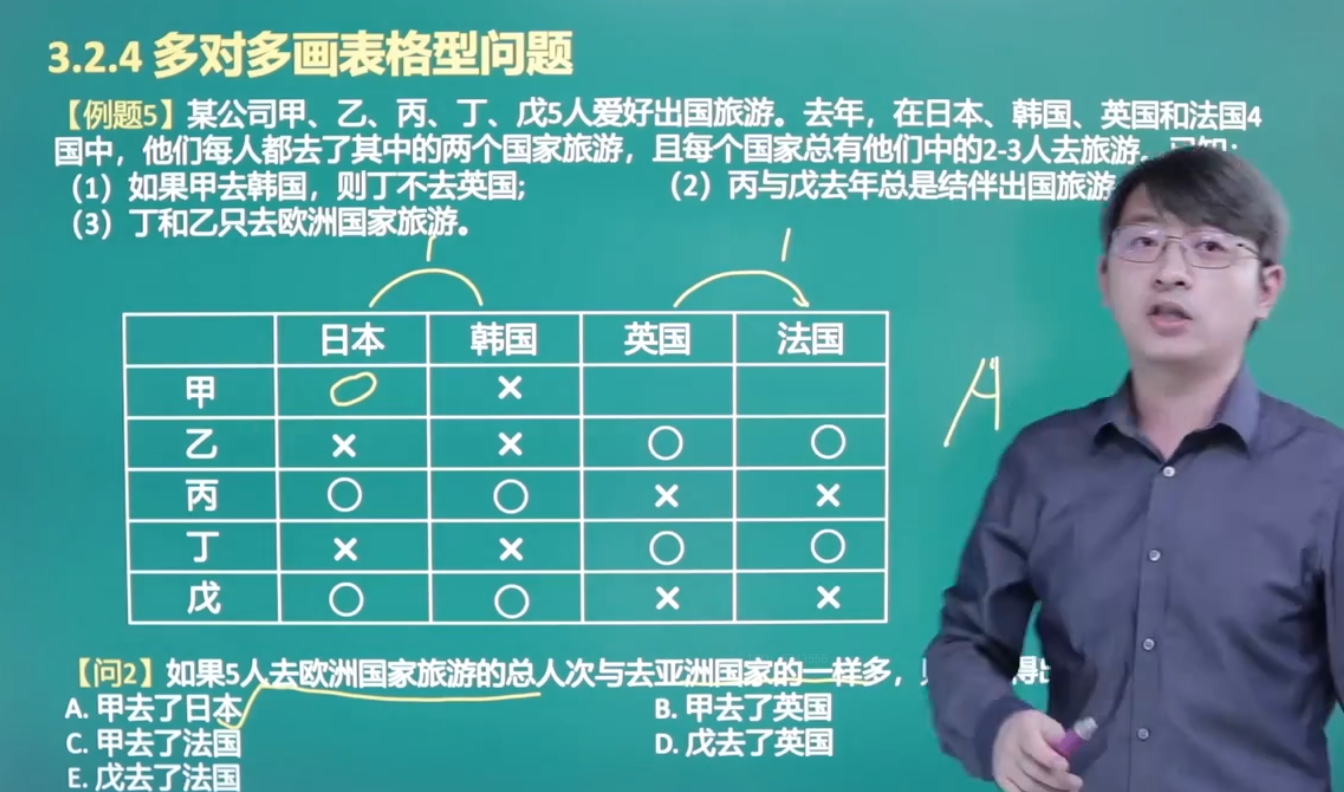 3.2.4 多对多画表格型问题
【例题5】某公司甲、乙、丙、丁、戊5人爱好出国旅游。去年，在日本、韩国、英国和法国4
国中，他们每人都去了其中的两个国家旅游，且每个国家总有他们中的2-3人去旅游。已知：
（1）如果甲去韩国，则丁不去英国; （2）丙与戊去年总是结伴出国旅游
（3）丁和乙只去欧洲国家旅游。
1 1
日本 韩国 英国 法国
甲 ○ ×
乙 × × ○ ○
丙 ○ ○ × ×
丁 × × ○ ○
戊 ○ ○ × ×
A
【问2】如果5人去欧洲国家旅游的总人次与去亚洲国家的一样多，
A. 甲去了日本 B. 甲去了英国
C. 甲去了法国 D. 戊去了英国
E. 戊去了法国